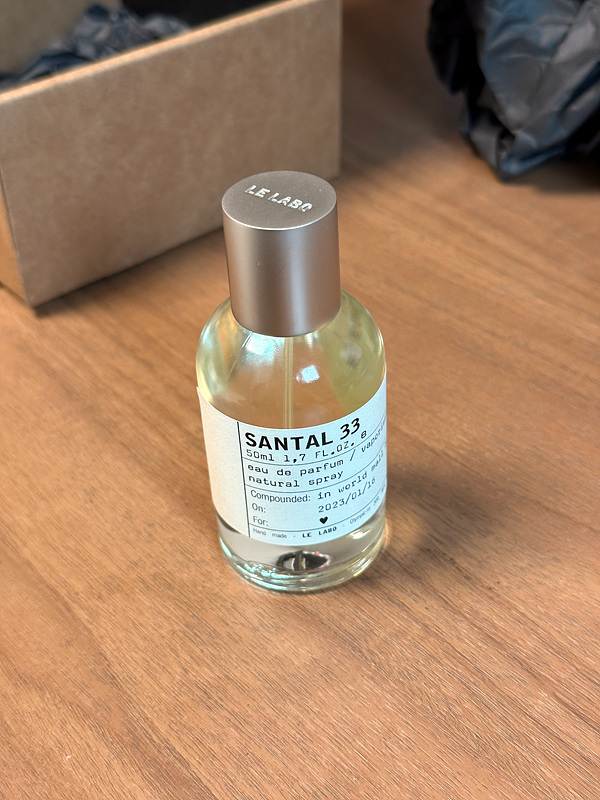 LE LABO
SANTAL 33
50ml 1,7 FL.OZ. e
eau de parfum /
natural spray
Compounded: in world mall
On: 2023/01/16
For: ♥
Hand made - LE LABO -